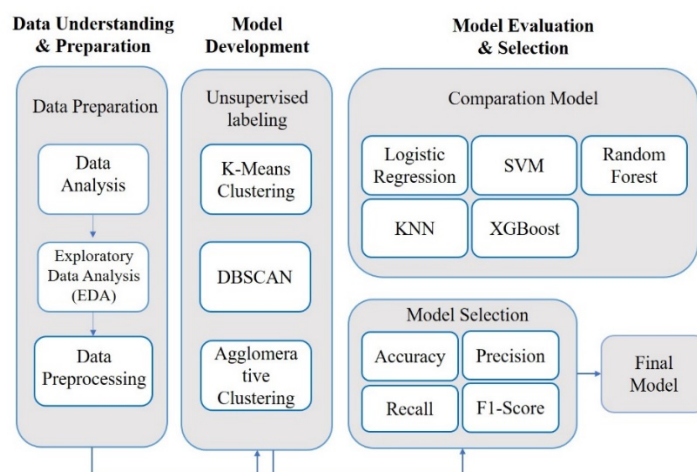 Data Understanding
& Preparation
Model
Development
Model Evaluation
& Selection
Data Preparation
Data
Analysis
Exploratory
Data Analysis
(EDA)
Data
Preprocessing
Unsupervised
labeling
K-Means
Clustering
DBSCAN
Agglomera
tive
Clustering
Comparation Model
Logistic
Regression
SVM
Random
Forest
KNN
XGBoost
Model Selection
Accuracy
Precision
Recall
F1-Score
Final
Model